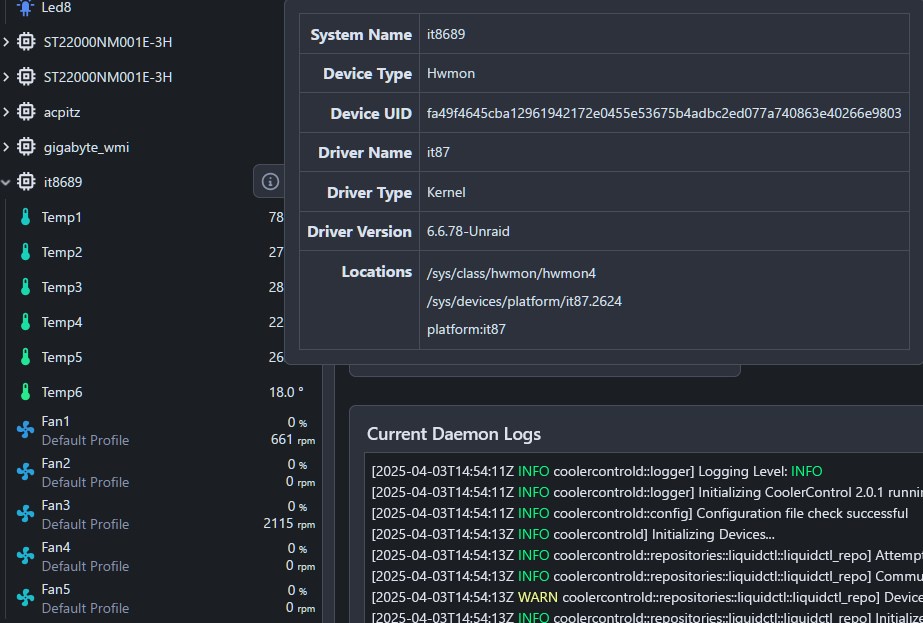 Led8
ST22000NM001E-3H
ST22000NM001E-3H
acpitz
gigabyte_wmi
it8689
Temp1 78
Temp2 27
Temp3 28
Temp4 22
Temp5 26
Temp6 18.0 °
Fan1 0 %
Default Profile 661 rpm
Fan2 0 %
Default Profile 0 rpm
Fan3 0 %
Default Profile 2115 rpm
Fan4 0 %
Default Profile 0 rpm
Fan5 0 %
Default Profile 0 rpm
System Name it8689
Device Type Hwmon
Device UID fa49f4645cba12961942172e0455e53675b4adbc2ed077a740863e40266e9803
Driver Name it87
Driver Type Kernel
Driver Version 6.6.78-Unraid
Locations /sys/class/hwmon/hwmon4
/sys/devices/platform/it87.2624
platform:it87
Current Daemon Logs
[2025-04-03T14:54:11Z INFO coolercontrold::logger] Logging Level: INFO
[2025-04-03T14:54:11Z INFO coolercontrold::logger] Initializing CoolerControl 2.0.1 runnin
[2025-04-03T14:54:11Z INFO coolercontrold::config] Configuration file check successful
[2025-04-03T14:54:13Z INFO coolercontrold] Initializing Devices...
[2025-04-03T14:54:13Z INFO coolercontrold::repositories::liquidctl::liquidctl_repo] Attempt
[2025-04-03T14:54:13Z INFO coolercontrold::repositories::liquidctl::liquidctl_repo] Commu
[2025-04-03T14:54:13Z WARN coolercontrold::repositories::liquidctl::liquidctl_repo] Device
[2025-04-03T14:54:13Z INFO coolercontrold::repositories::liquidctl::liquidctl_repo] Initialize